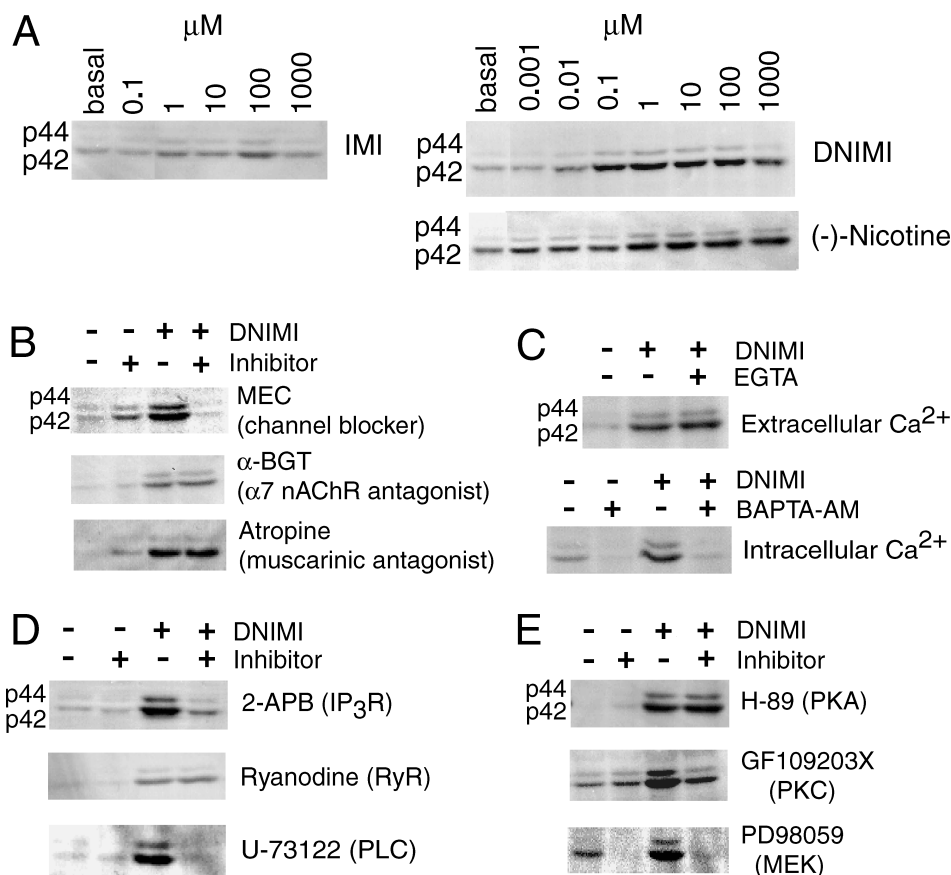 A
μM
basal 0.1 1 10 100 1000
p44
p42
IMI
μM
basal 0.001 0.01 0.1 1 10 100 1000
p44
p42
DNIMI
p44
p42
(-)-Nicotine
B
- - + + DNIMI
- + - + Inhibitor
p44
p42
MEC
(channel blocker)
α-BGT
(α7 nAChR antagonist)
Atropine
(muscarinic antagonist)
C
- + + DNIMI
- - + EGTA
p44
p42
Extracellular Ca2+
- - + + DNIMI
- + - + BAPTA-AM
Intracellular Ca2+
D
- - + + DNIMI
- + - + Inhibitor
p44
p42
2-APB (IP3R)
Ryanodine (RyR)
U-73122 (PLC)
E
- - + + DNIMI
- + - + Inhibitor
p44
p42
H-89 (PKA)
GF109203X
(PKC)
PD98059
(MEK)